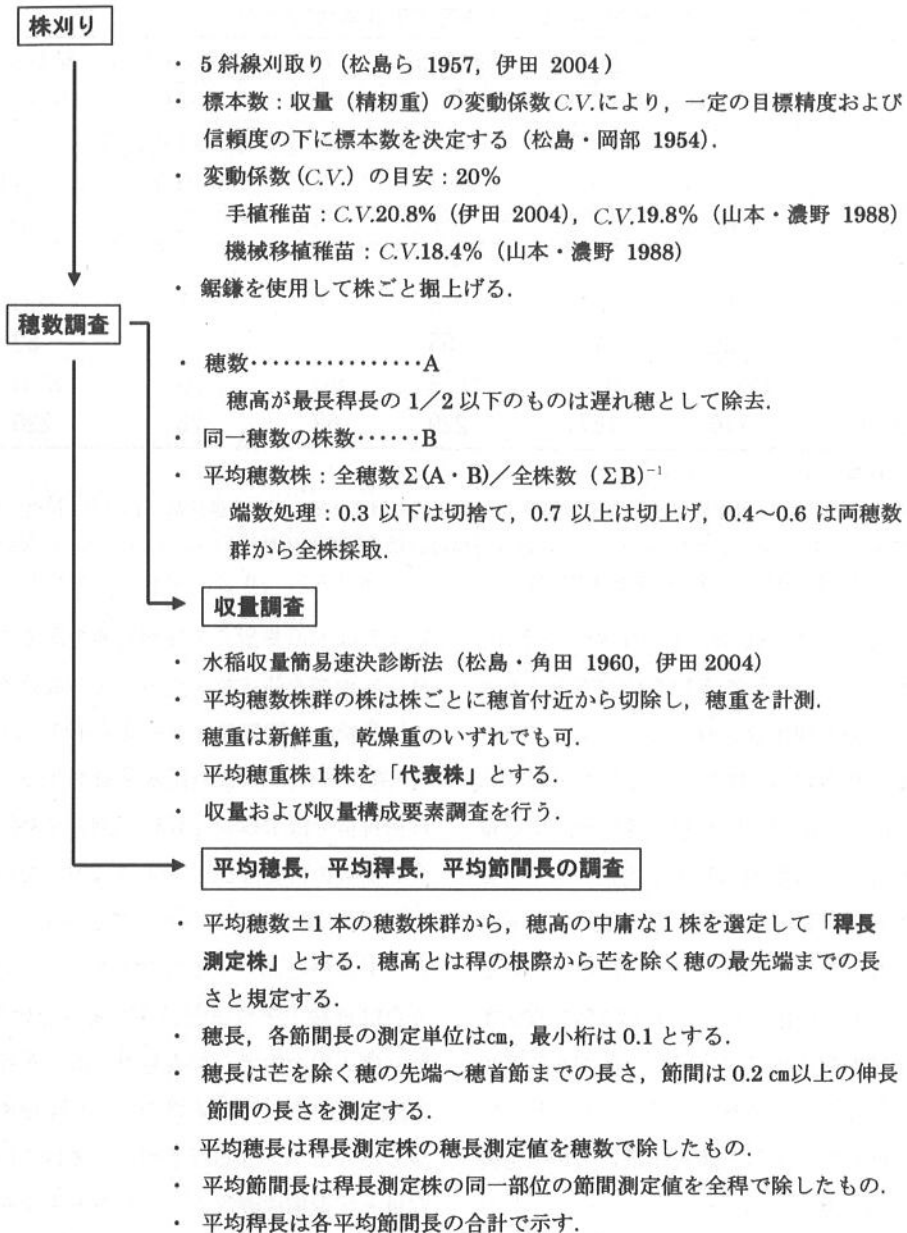 株刈り
・ 5斜線刈取り（松島ら 1957，伊田 2004）
・ 標本数：収量（精籾重）の変動係数C.V.により，一定の目標精度および
信頼度の下に標本数を決定する（松島・岡部 1954）．
・ 変動係数(C.V.）の目安：20%
手植稚苗：C.V.20.8%（伊田 2004），C.V.19.8%（山本・濃野 1988）
機械移植稚苗：C.V.18.4%（山本・濃野 1988）
・ 鋸鎌を使用して株ごと掘上げる．
穂数調査
・ 穂数················A
穂高が最長稈長の 1／2 以下のものは遅れ穂として除去．
・ 同一穂数の株数······B
・ 平均穂数株：全穂数Σ(A・B)／全株数（ΣB)⁻¹
端数処理：0.3 以下は切捨て，0.7 以上は切上げ，0.4～0.6 は両穂数
群から全株採取．
収量調査
・ 水稲収量簡易速決診断法（松島・角田 1960，伊田 2004）
・ 平均穂数株群の株は株ごとに穂首付近から切除し，穂重を計測．
・ 穂重は新鮮重，乾燥重のいずれでも可．
・ 平均穂重株１株を「代表株」とする．
・ 収量および収量構成要素調査を行う．
平均穂長，平均稈長，平均節間長の調査
・ 平均穂数±1 本の穂数株群から，穂高の中庸な１株を選定して「稈長
測定株」とする．穂高とは稈の根際から芒を除く穂の最先端までの長
さと規定する．
・ 穂長，各節間長の測定単位は㎝，最小桁は 0.1 とする．
・ 穂長は芒を除く穂の先端～穂首節までの長さ，節間は 0.2 ㎝以上の伸長
節間の長さを測定する．
・ 平均穂長は稈長測定株の穂長測定値を穂数で除したもの．
・ 平均節間長は稈長測定株の同一部位の節間測定値を全稈で除したもの．
・ 平均稈長は各平均節間長の合計で示す．